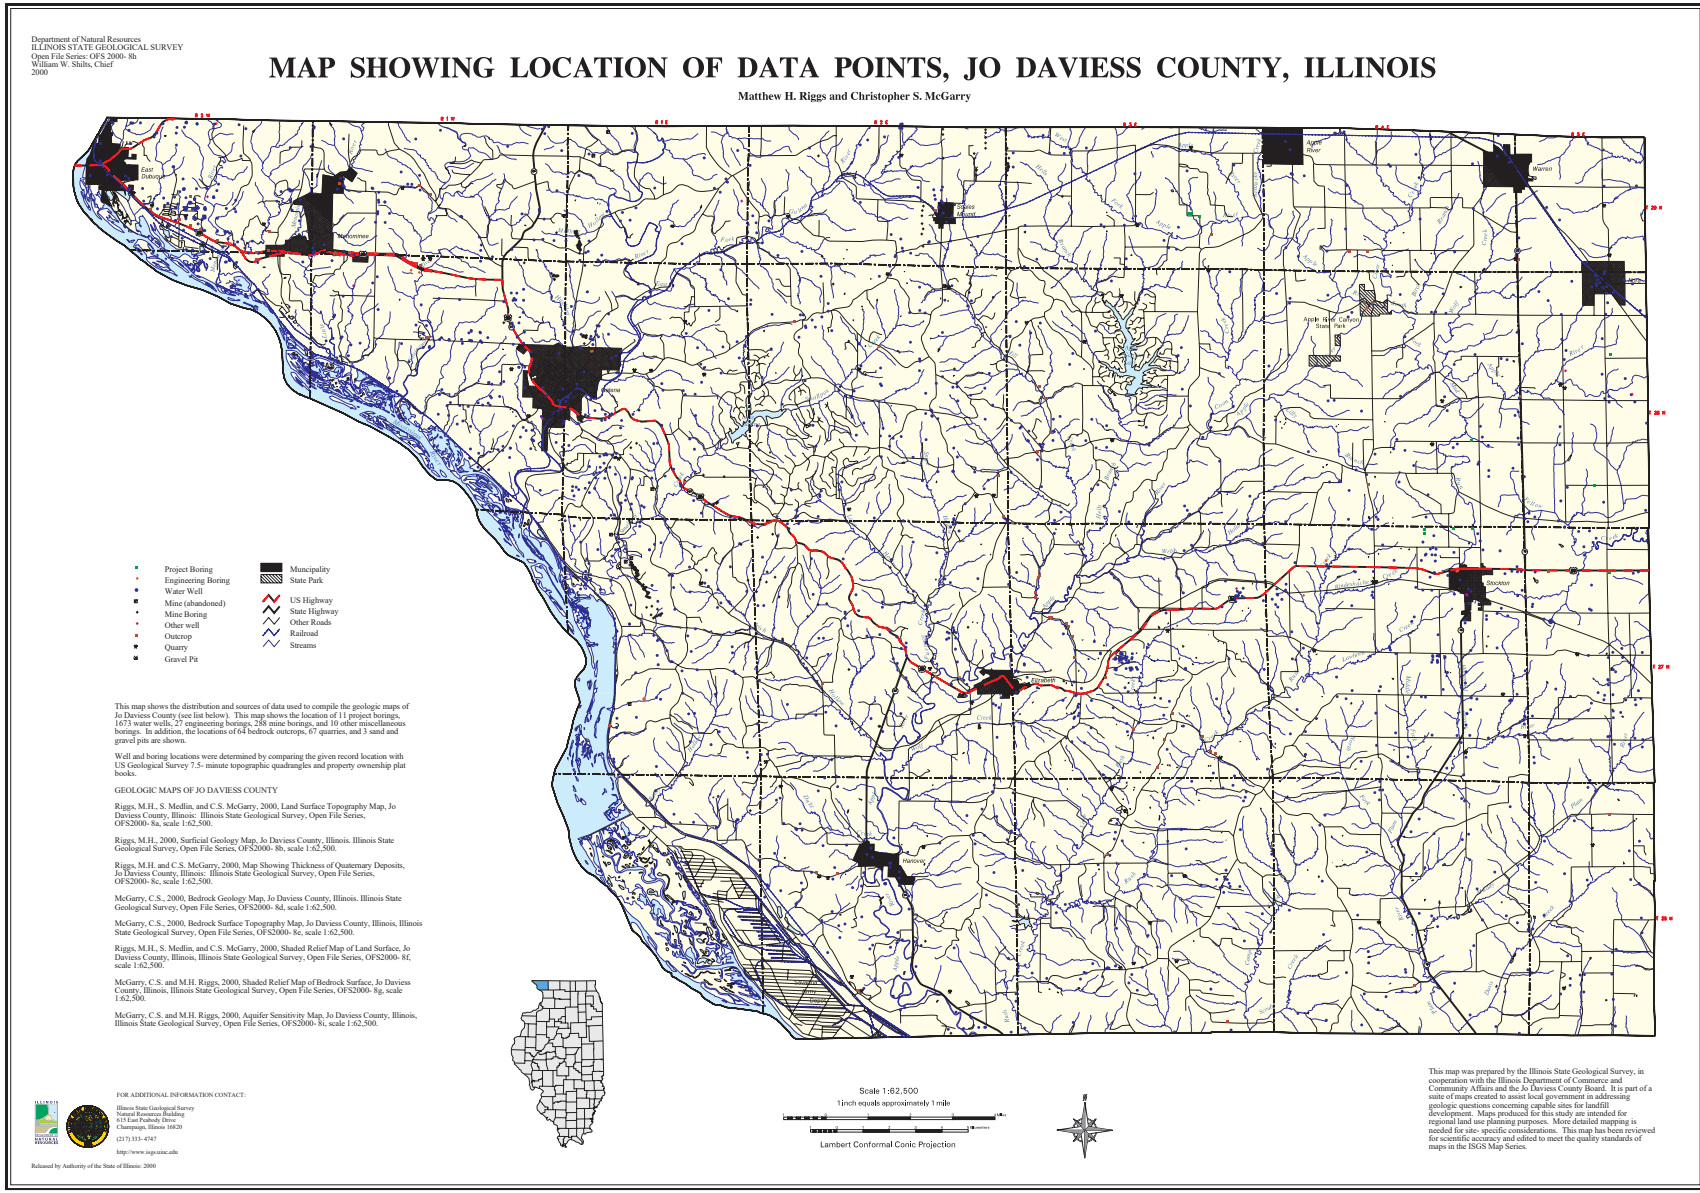 Department of Natural Resources
ILLINOIS STATE GEOLOGICAL SURVEY
Open File Series: OFS 2000- 8h
William W. Shilts, Chief
2000
MAP SHOWING LOCATION OF DATA POINTS, JO DAVIESS COUNTY, ILLINOIS
Matthew H. Riggs and Christopher S. McGarry
East
Dubuque
Menominee
Galena
Scales
Mound
Apple
River
Warren
Apple River Canyon
State Park
Stockton
Elizabeth
Hanover
Project Boring
Engineering Boring
Water Well
Mine (abandoned)
Mine Boring
Other well
Outcrop
Quarry
Gravel Pit
Muncipality
State Park
US Highway
State Highway
Other Roads
Railroad
Streams
This map shows the distribution and sources of data used to compile the geologic maps of
Jo Daviess County (see list below). This map shows the location of 11 project borings,
1673 water wells, 27 engineering borings, 288 mine borings, and 10 other miscellaneous
borings. In addition, the locations of 64 bedrock outcrops, 67 quarries, and 3 sand and
gravel pits are shown.
Well and boring locations were determined by comparing the given record location with
US Geological Survey 7.5- minute topographic quadrangles and property ownership plat
books.
GEOLOGIC MAPS OF JO DAVIESS COUNTY
Riggs, M.H., S. Medlin, and C.S. McGarry, 2000, Land Surface Topography Map, Jo
Daviess County, Illinois: Illinois State Geological Survey, Open File Series,
OFS2000- 8a, scale 1:62,500.
Riggs, M.H., 2000, Surficial Geology Map, Jo Daviess County, Illinois. Illinois State
Geological Survey, Open File Series, OFS2000- 8b, scale 1:62,500.
Riggs, M.H. and C.S. McGarry, 2000, Map Showing Thickness of Quaternary Deposits,
Jo Daviess County, Illinois: Illinois State Geological Survey, Open File Series,
OFS2000- 8c, scale 1:62,500.
McGarry, C.S., 2000, Bedrock Geology Map, Jo Daviess County, Illinois. Illinois State
Geological Survey, Open File Series, OFS2000- 8d, scale 1:62,500.
McGarry, C.S., 2000, Bedrock Surface Topography Map, Jo Daviess County, Illinois, Illinois
State Geological Survey, Open File Series, OFS2000- 8e, scale 1:62,500.
Riggs, M.H., S. Medlin, and C.S. McGarry, 2000, Shaded Relief Map of Land Surface, Jo
Daviess County, Illinois, Illinois State Geological Survey, Open File Series, OFS2000- 8f,
scale 1:62,500.
McGarry, C.S. and M.H. Riggs, 2000, Shaded Relief Map of Bedrock Surface, Jo Daviess
County, Illinois, Illinois State Geological Survey, Open File Series, OFS2000- 8g, scale
1:62,500.
McGarry, C.S. and M.H. Riggs, 2000, Aquifer Sensitivity Map, Jo Daviess County, Illinois,
Illinois State Geological Survey, Open File Series, OFS2000- 8i, scale 1:62,500.
ILLINOIS
NATURAL
RESOURCES
FOR ADDITIONAL INFORMATION CONTACT:
Illinois State Geological Survey
Natural Resources Building
615 East Peabody Drive
Champaign, Illinois 16820
(217) 333- 4747
http://www.isgs.uiuc.edu
Released by Authority of the State of Illinois: 2000
Scale 1:62,500
1 inch equals approximately 1 mile
Lambert Conformal Conic Projection
This map was prepared by the Illinois State Geological Survey, in
cooperation with the Illinois Department of Commerce and
Community Affairs and the Jo Daviess County Board. It is part of a
suite of maps created to assist local government in addressing
geologic questions concerning capable sites for landfill
development. Maps produced for this study are intended for
regional land use planning purposes. More detailed mapping is
needed for site- specific considerations. This map has been reviewed
for scientific accuracy and edited to meet the quality standards of
maps in the ISGS Map Series.